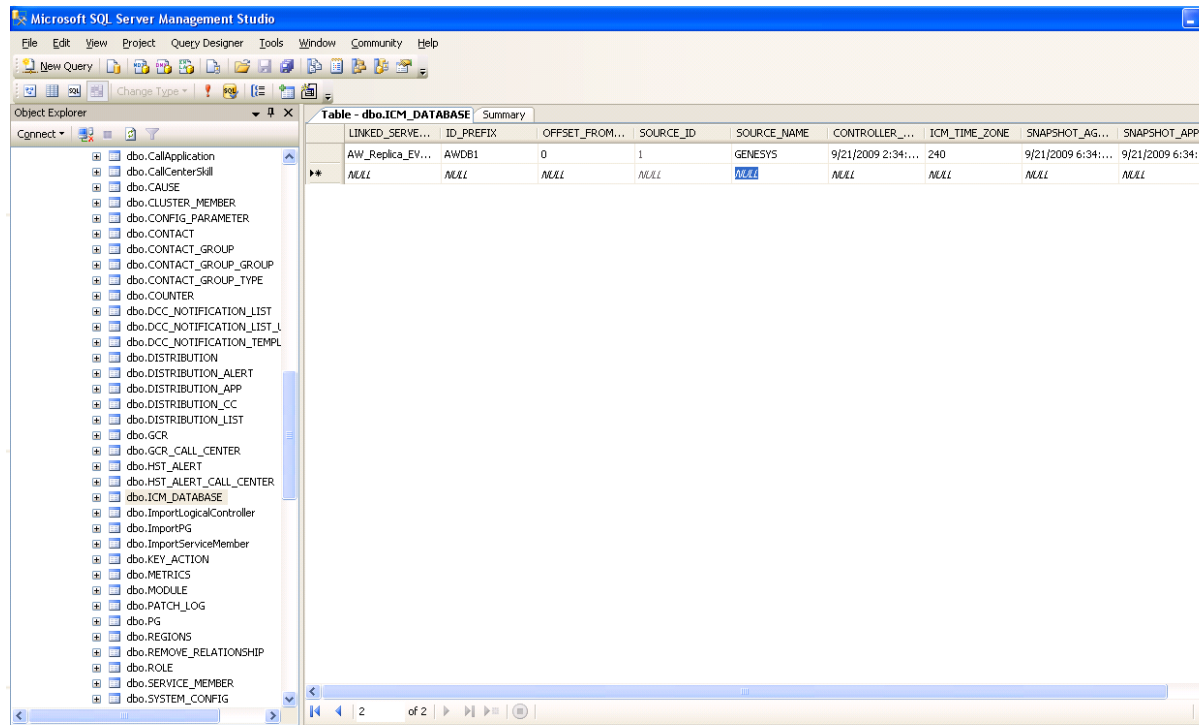 Microsoft SQL Server Management Studio
File Edit View Project Query Designer Tools Window Community Help
New Query
Change Type
Object Explorer
Connect
dbo.CallApplication
dbo.CallCenterSkill
dbo.CAUSE
dbo.CLUSTER_MEMBER
dbo.CONFIG_PARAMETER
dbo.CONTACT
dbo.CONTACT_GROUP
dbo.CONTACT_GROUP_GROUP
dbo.CONTACT_GROUP_TYPE
dbo.COUNTER
dbo.DCC_NOTIFICATION_LIST
dbo.DCC_NOTIFICATION_LIST_U
dbo.DCC_NOTIFICATION_TEMPL
dbo.DISTRIBUTION
dbo.DISTRIBUTION_ALERT
dbo.DISTRIBUTION_APP
dbo.DISTRIBUTION_CC
dbo.DISTRIBUTION_LIST
dbo.GCR
dbo.GCR_CALL_CENTER
dbo.HST_ALERT
dbo.HST_ALERT_CALL_CENTER
dbo.ICM_DATABASE
dbo.ImportLogicalController
dbo.ImportPG
dbo.ImportServiceMember
dbo.KEY_ACTION
dbo.METRICS
dbo.MODULE
dbo.PATCH_LOG
dbo.PG
dbo.REGIONS
dbo.REMOVE_RELATIONSHIP
dbo.ROLE
dbo.SERVICE_MEMBER
dbo.SYSTEM_CONFIG
Table - dbo.ICM_DATABASE Summary
LINKED_SERVE... ID_PREFIX OFFSET_FROM... SOURCE_ID SOURCE_NAME CONTROLLER_... ICM_TIME_ZONE SNAPSHOT_AG... SNAPSHOT_APP
AW_Replica_EV... AWDB1 0 1 GENESYS 9/21/2009 2:34:... 240 9/21/2009 6:34:... 9/21/2009 6:34:
NULL NULL NULL NULL NULL NULL NULL NULL NULL
2 of 2